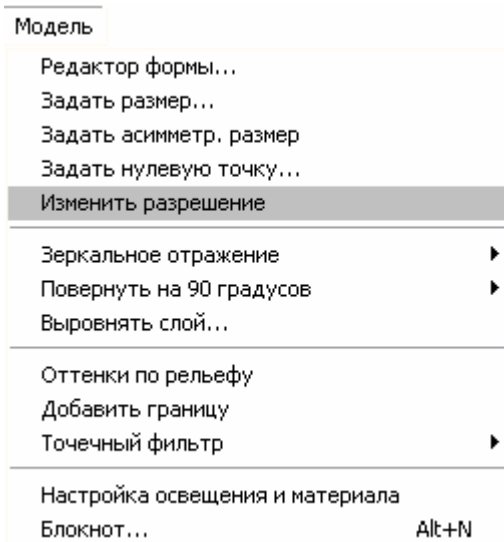 Модель
Редактор формы...
Задать размер...
Задать асимметр. размер
Задать нулевую точку...
Изменить разрешение
Зеркальное отражение
Повернуть на 90 градусов
Выровнять слой...
Оттенки по рельефу
Добавить границу
Точечный фильтр
Настройка освещения и материала
Блокнот... Alt+N